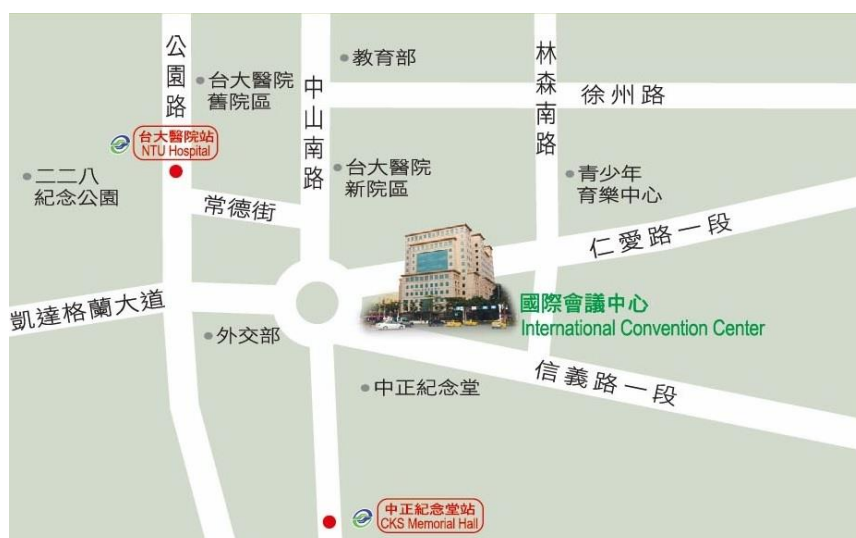 公園路
台大醫院
舊院區
中山南路
教育部
林森南路
徐州路
台大醫院站
NTU Hospital
二二八
紀念公園
常德街
台大醫院
新院區
青少年
育樂中心
仁愛路一段
凱達格蘭大道
外交部
國際會議中心
International Convention Center
信義路一段
中正紀念堂
中正紀念堂站
CKS Memorial Hall